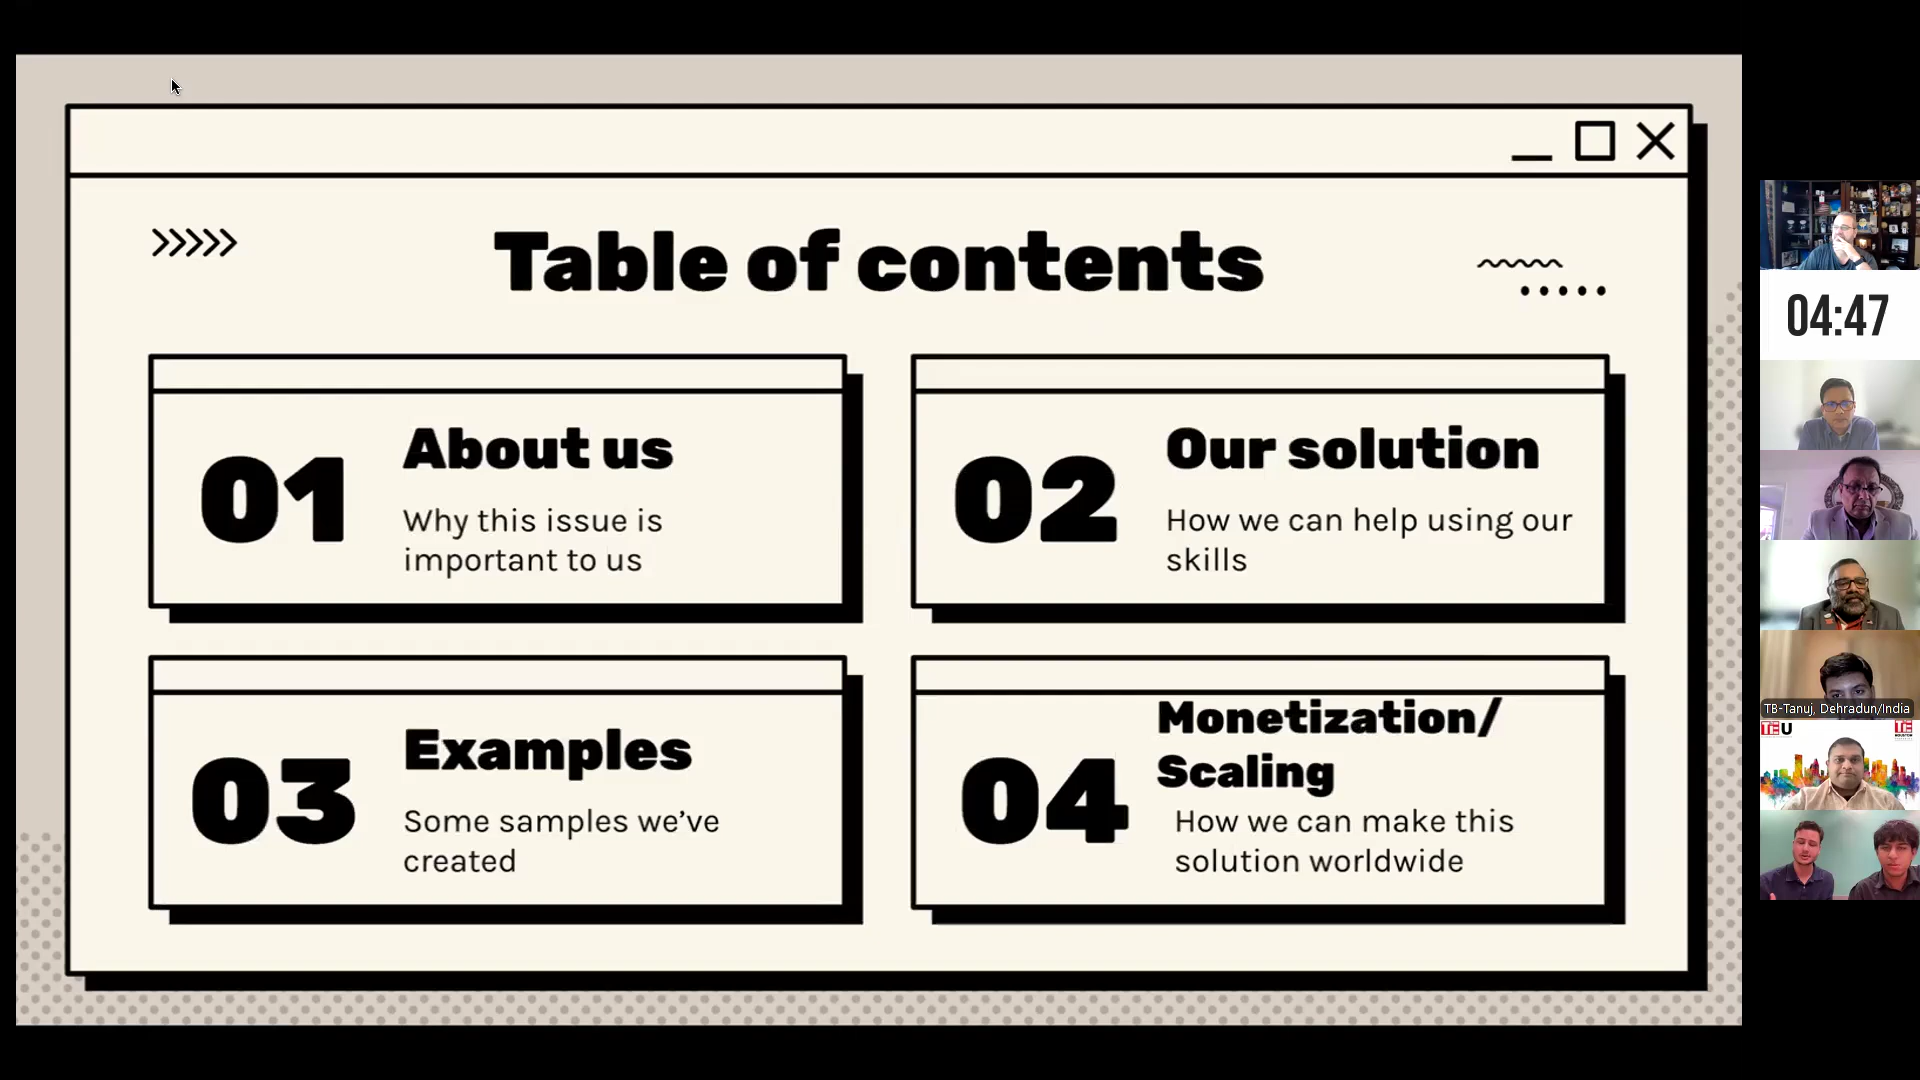 Table of contents
01
About us
Why this issue is
important to us
02
Our solution
How we can help using our
skills
03
Examples
Some samples we’ve
created
04
Monetization/
Scaling
How we can make this
solution worldwide
04:47
TB-Tanuj, Dehradun/India